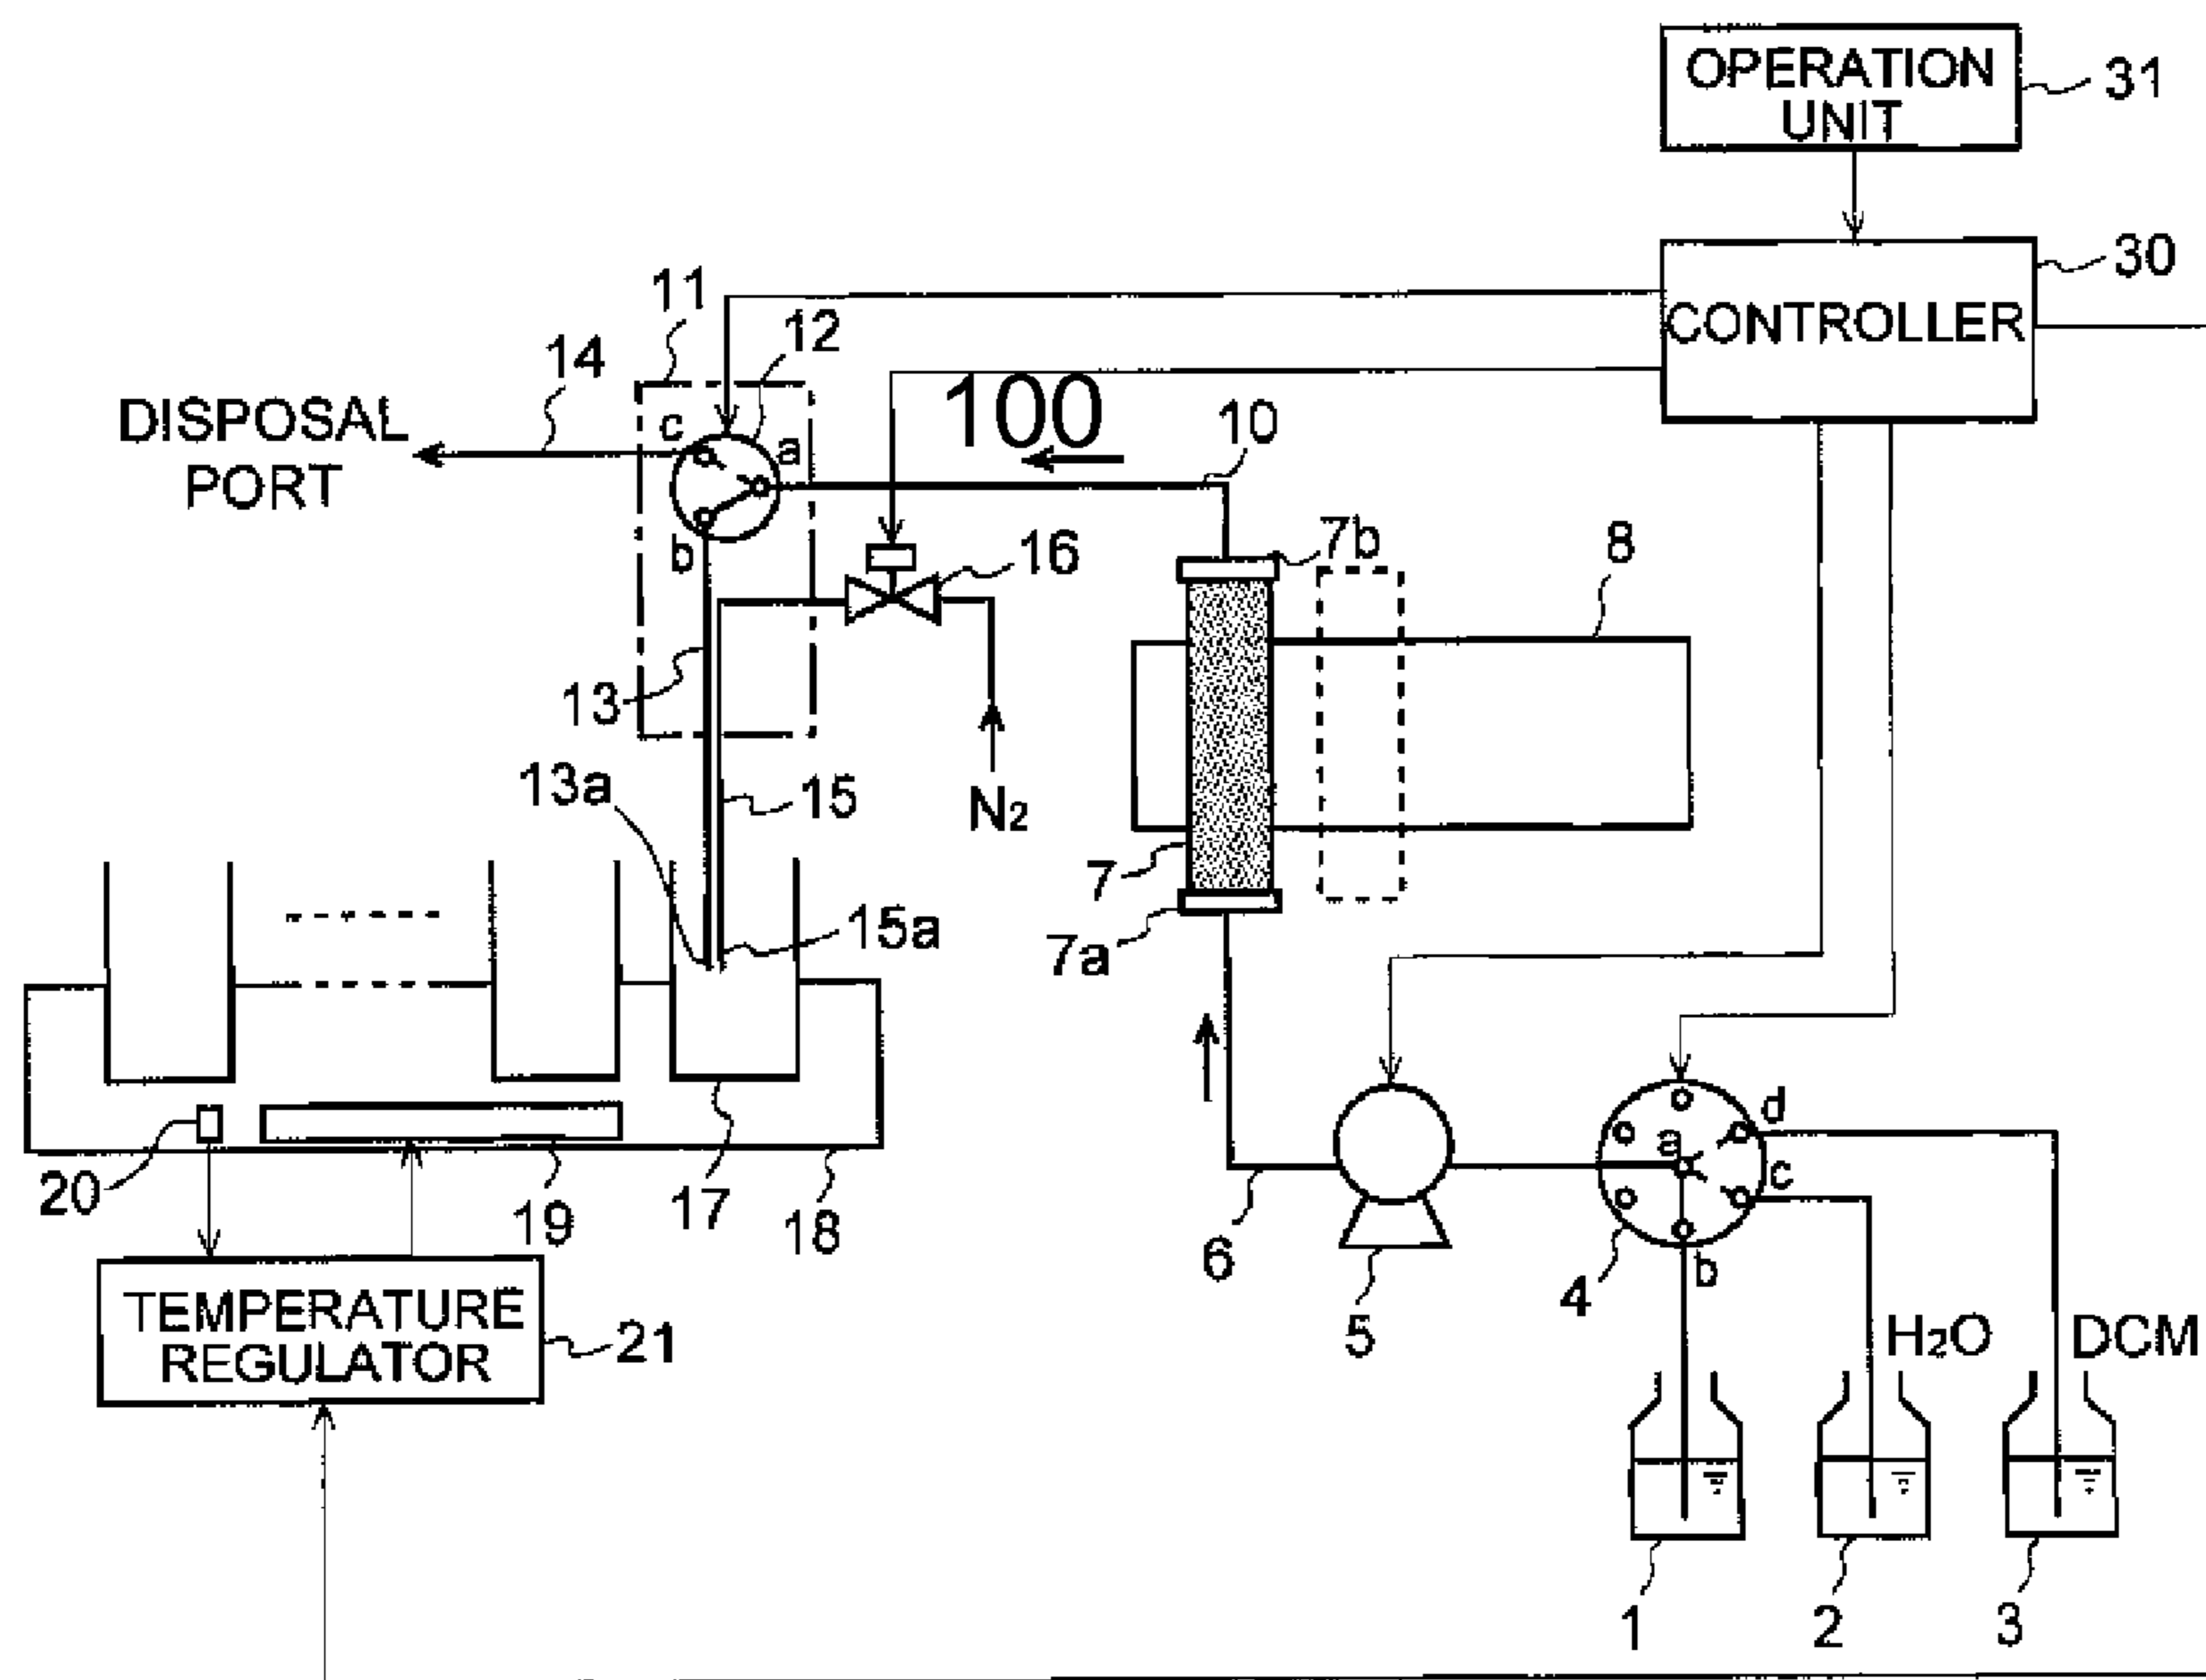 OPERATION
UNIT
31
30
CONTROLLER
11
12
14
DISPOSAL
PORT
c
a
100
10
b
16
7b
8
13
13a
15
N2
7
15a
7a
d
a
c
20
19
17
18
6
5
4
b
TEMPERATURE
REGULATOR
21
H2O
DCM
1
2
3